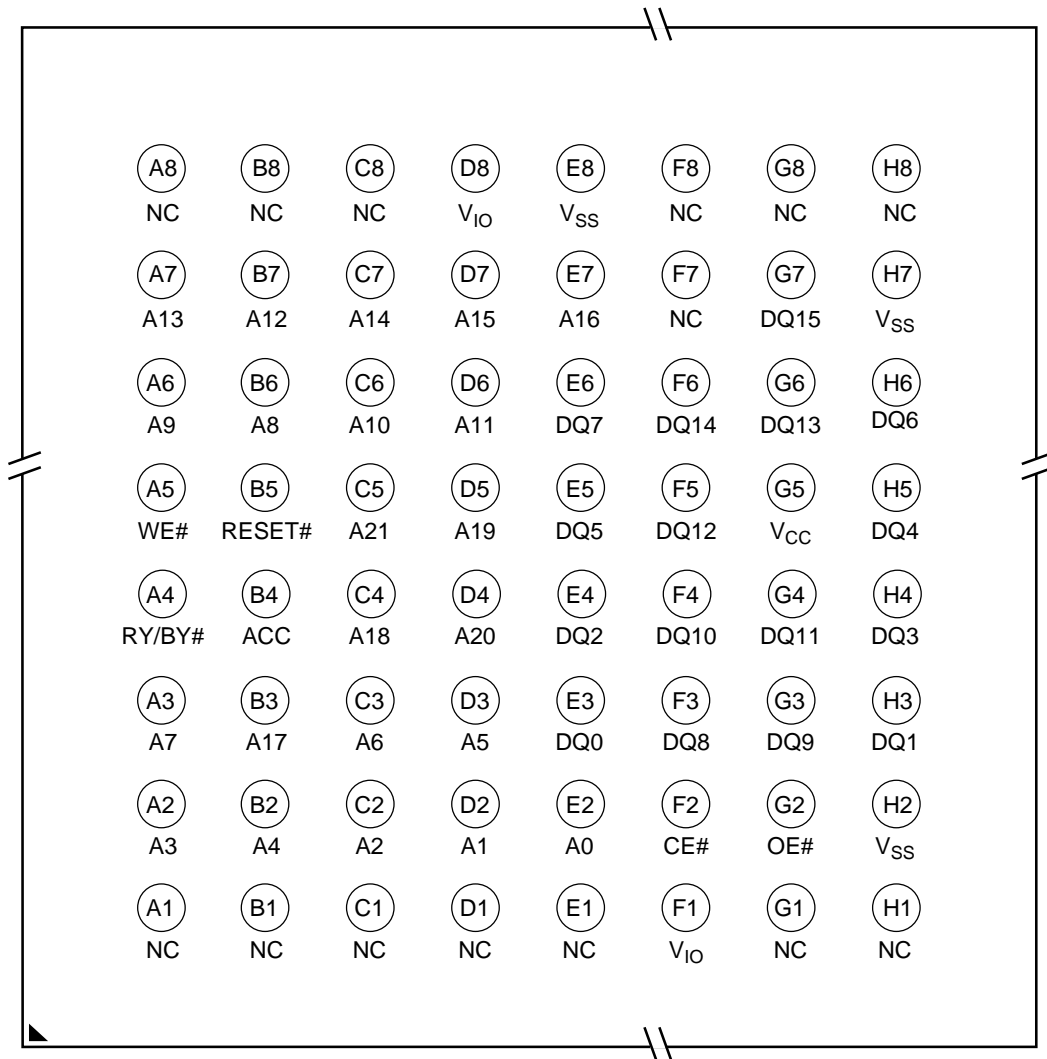 A8 B8 C8 D8 E8 F8 G8 H8
NC NC NC VIO VSS NC NC NC
A7 B7 C7 D7 E7 F7 G7 H7
A13 A12 A14 A15 A16 NC DQ15 VSS
A6 B6 C6 D6 E6 F6 G6 H6
A9 A8 A10 A11 DQ7 DQ14 DQ13 DQ6
A5 B5 C5 D5 E5 F5 G5 H5
WE# RESET# A21 A19 DQ5 DQ12 VCC DQ4
A4 B4 C4 D4 E4 F4 G4 H4
RY/BY# ACC A18 A20 DQ2 DQ10 DQ11 DQ3
A3 B3 C3 D3 E3 F3 G3 H3
A7 A17 A6 A5 DQ0 DQ8 DQ9 DQ1
A2 B2 C2 D2 E2 F2 G2 H2
A3 A4 A2 A1 A0 CE# OE# VSS
A1 B1 C1 D1 E1 F1 G1 H1
NC NC NC NC NC VIO NC NC